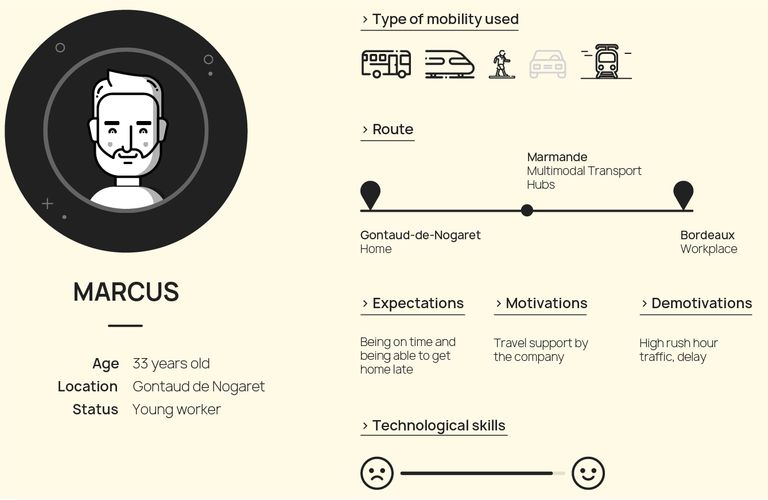 MARCUS
Age 33 years old
Location Gontaud de Nogaret
Status Young worker
> Type of mobility used
> Route
Marmande
Multimodal Transport
Hubs
Gontaud-de-Nogaret
Home
Bordeaux
Workplace
> Expectations
Being on time and
being able to get
home late
> Motivations
Travel support by
the company
> Demotivations
High rush hour
traffic, delay
> Technological skills